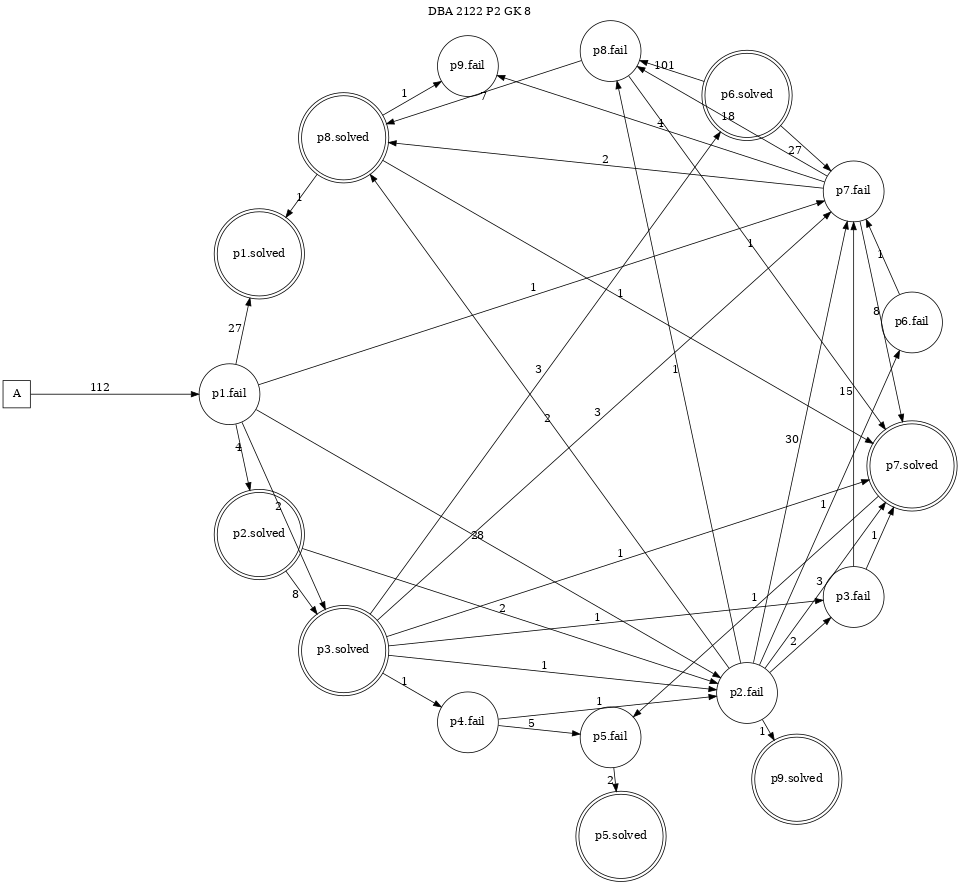 DBA 2122 P2 GK 8
p8.fail
p9.fail
101
p6.solved
1
7
18
p8.solved
4
27
2
p7.fail
1
p1.solved
1
1
1
1
8
p6.fail
27
112
A
p1.fail
3
2
1
15
3
30
4
p7.solved
2
1
28
p2.solved
1
1
3
8
1
p3.fail
2
1
2
p3.solved
1
1
p2.fail
1
5
1
p4.fail
p5.fail
2
p9.solved
p5.solved